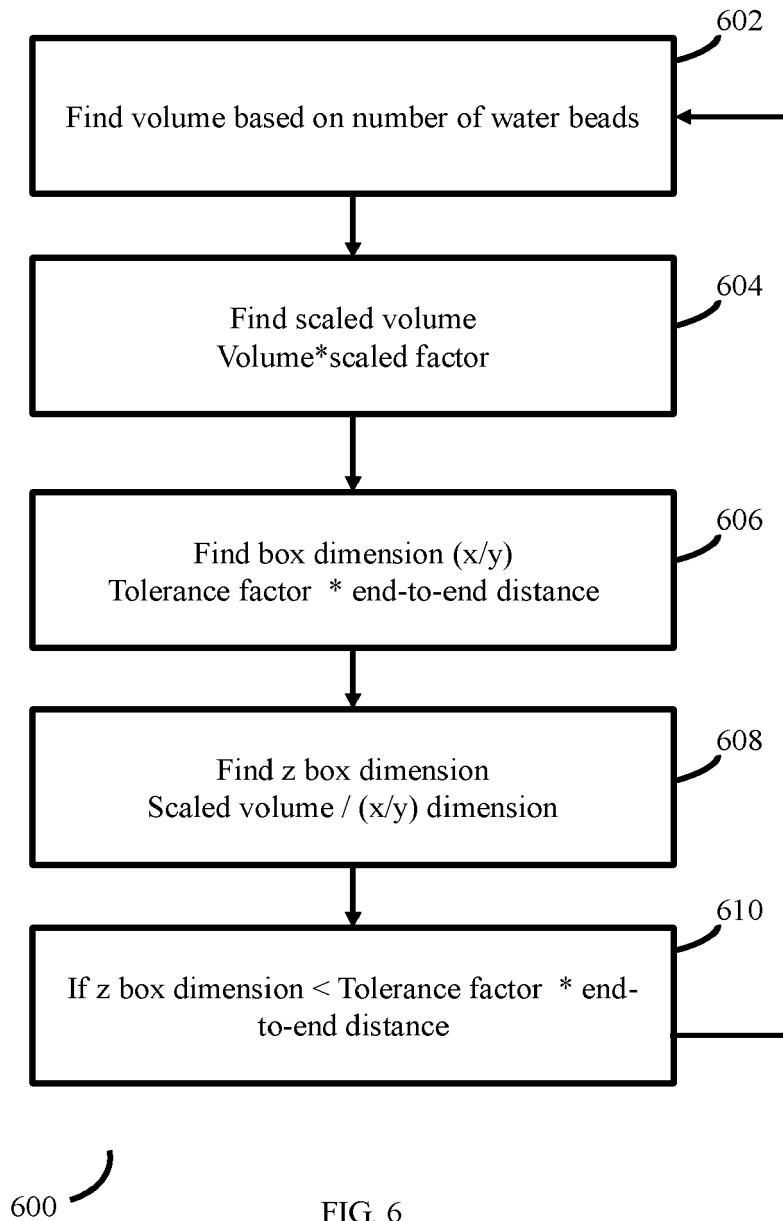 602
Find volume based on number of water beads
604
Find scaled volume
Volume*scaled factor
606
Find box dimension (x/y)
Tolerance factor * end-to-end distance
608
Find z box dimension
Scaled volume / (x/y) dimension
610
If z box dimension < Tolerance factor * end-
to-end distance
600
FIG. 6